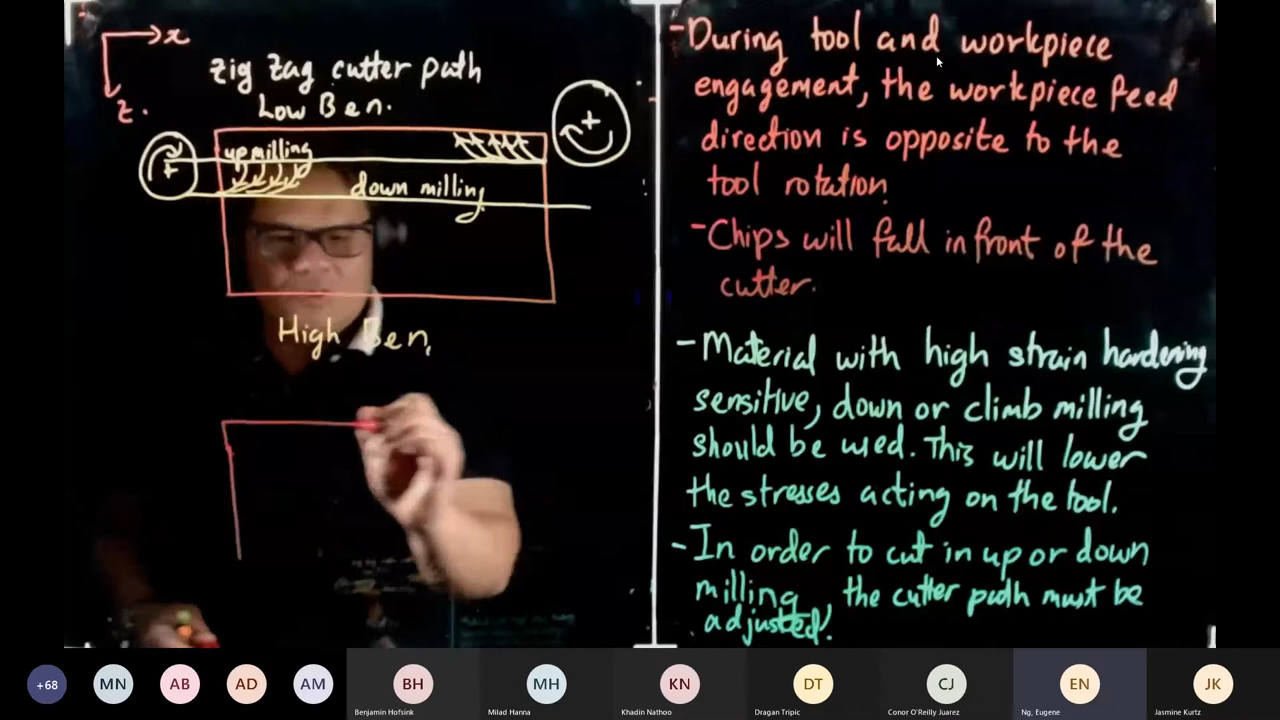 x
z.
zig zag cutter path
Low Ben.
up milling
down milling
High Ben.
- During tool and workpiece
engagement, the workpiece feed
direction is opposite to the
tool rotation.
- Chips will fall in front of the
cutter.
- Material with high strain hardening
sensitive, down or climb milling
should be used. This will lower
the stresses acting on the tool.
- In order to cut in up or down
milling, the cutter path must be
adjusted!
+68
MN
AB
AD
AM
BH
Benjamin Hofsink
MH
Milad Hanna
KN
Khadin Nathoo
DT
Dragan Tripic
CJ
Conor O'Reilly Juarez
EN
Ng, Eugene
JK
Jasmine Kurtz